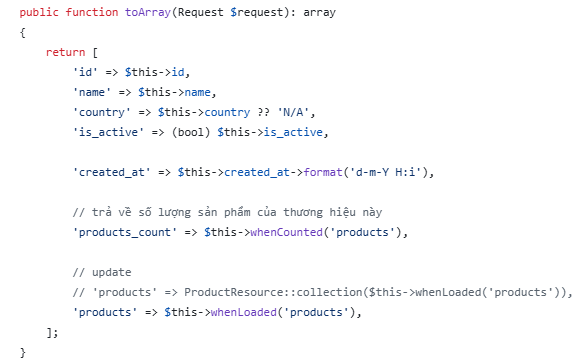 public function toArray(Request $request): array
{
return [
'id' => $this->id,
'name' => $this->name,
'country' => $this->country ?? 'N/A',
'is_active' => (bool) $this->is_active,
'created_at' => $this->created_at->format('d-m-Y H:i'),
// trả về số lượng sản phẩm của thương hiệu này
'products_count' => $this->whenCounted('products'),
// update
// 'products' => ProductResource::collection($this->whenLoaded('products')),
'products' => $this->whenLoaded('products'),
];
}